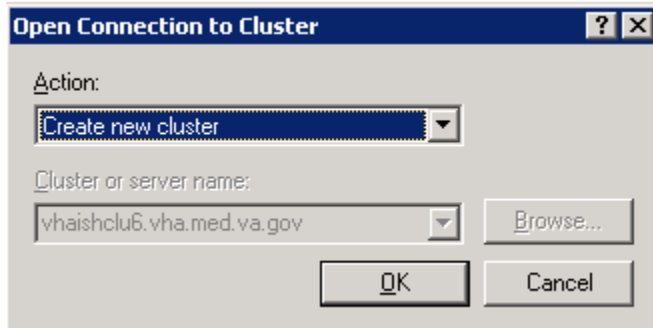 Open Connection to Cluster
Action:
Create new cluster
Cluster or server name:
vhaishclu6.vha.med.va.gov
Browse...
OK
Cancel